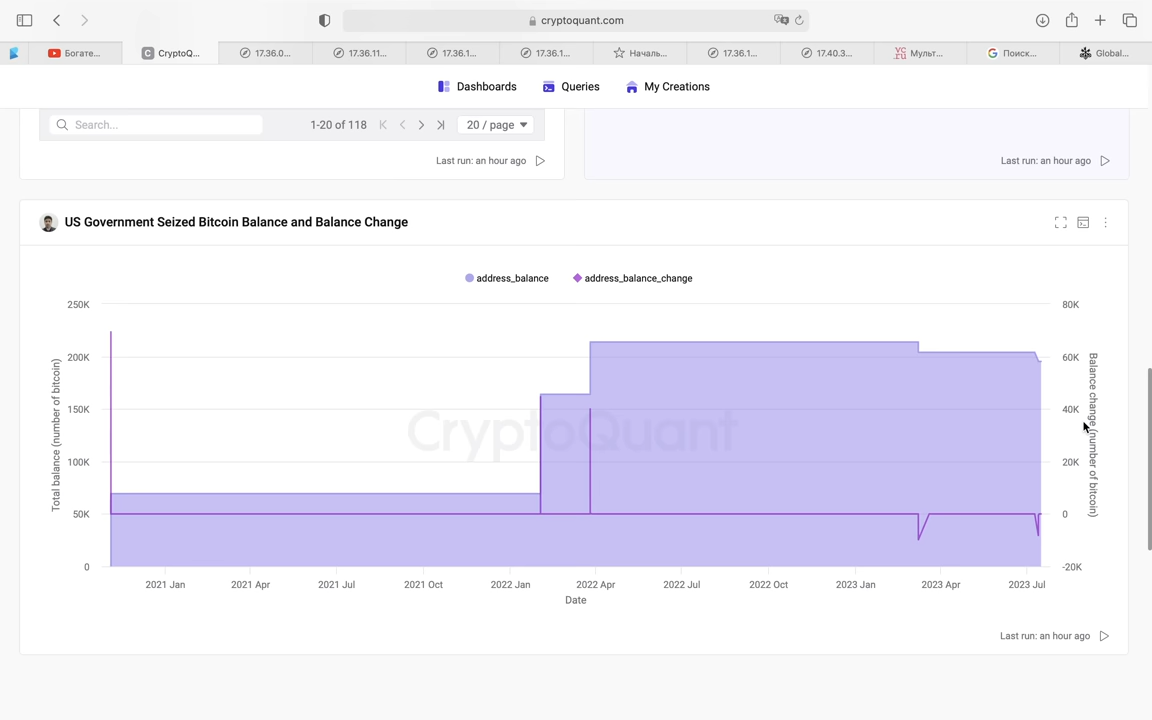 cryptoquant.com
Богате...
CryptoQ...
17.36.0...
17.36.11...
17.36.1...
17.36.1...
Началь...
17.36.1...
17.40.3...
Мульт...
Поиск...
Global...
Dashboards
Queries
My Creations
Search...
1-20 of 118
20 / page
Last run: an hour ago
Last run: an hour ago
US Government Seized Bitcoin Balance and Balance Change
address_balance
address_balance_change
250K
200K
150K
100K
50K
0
Total balance (number of bitcoin)
80K
60K
40K
20K
0
-20K
Balance change (number of bitcoin)
CryptoQuant
2021 Jan
2021 Apr
2021 Jul
2021 Oct
2022 Jan
2022 Apr
2022 Jul
2022 Oct
2023 Jan
2023 Apr
2023 Jul
Date
Last run: an hour ago